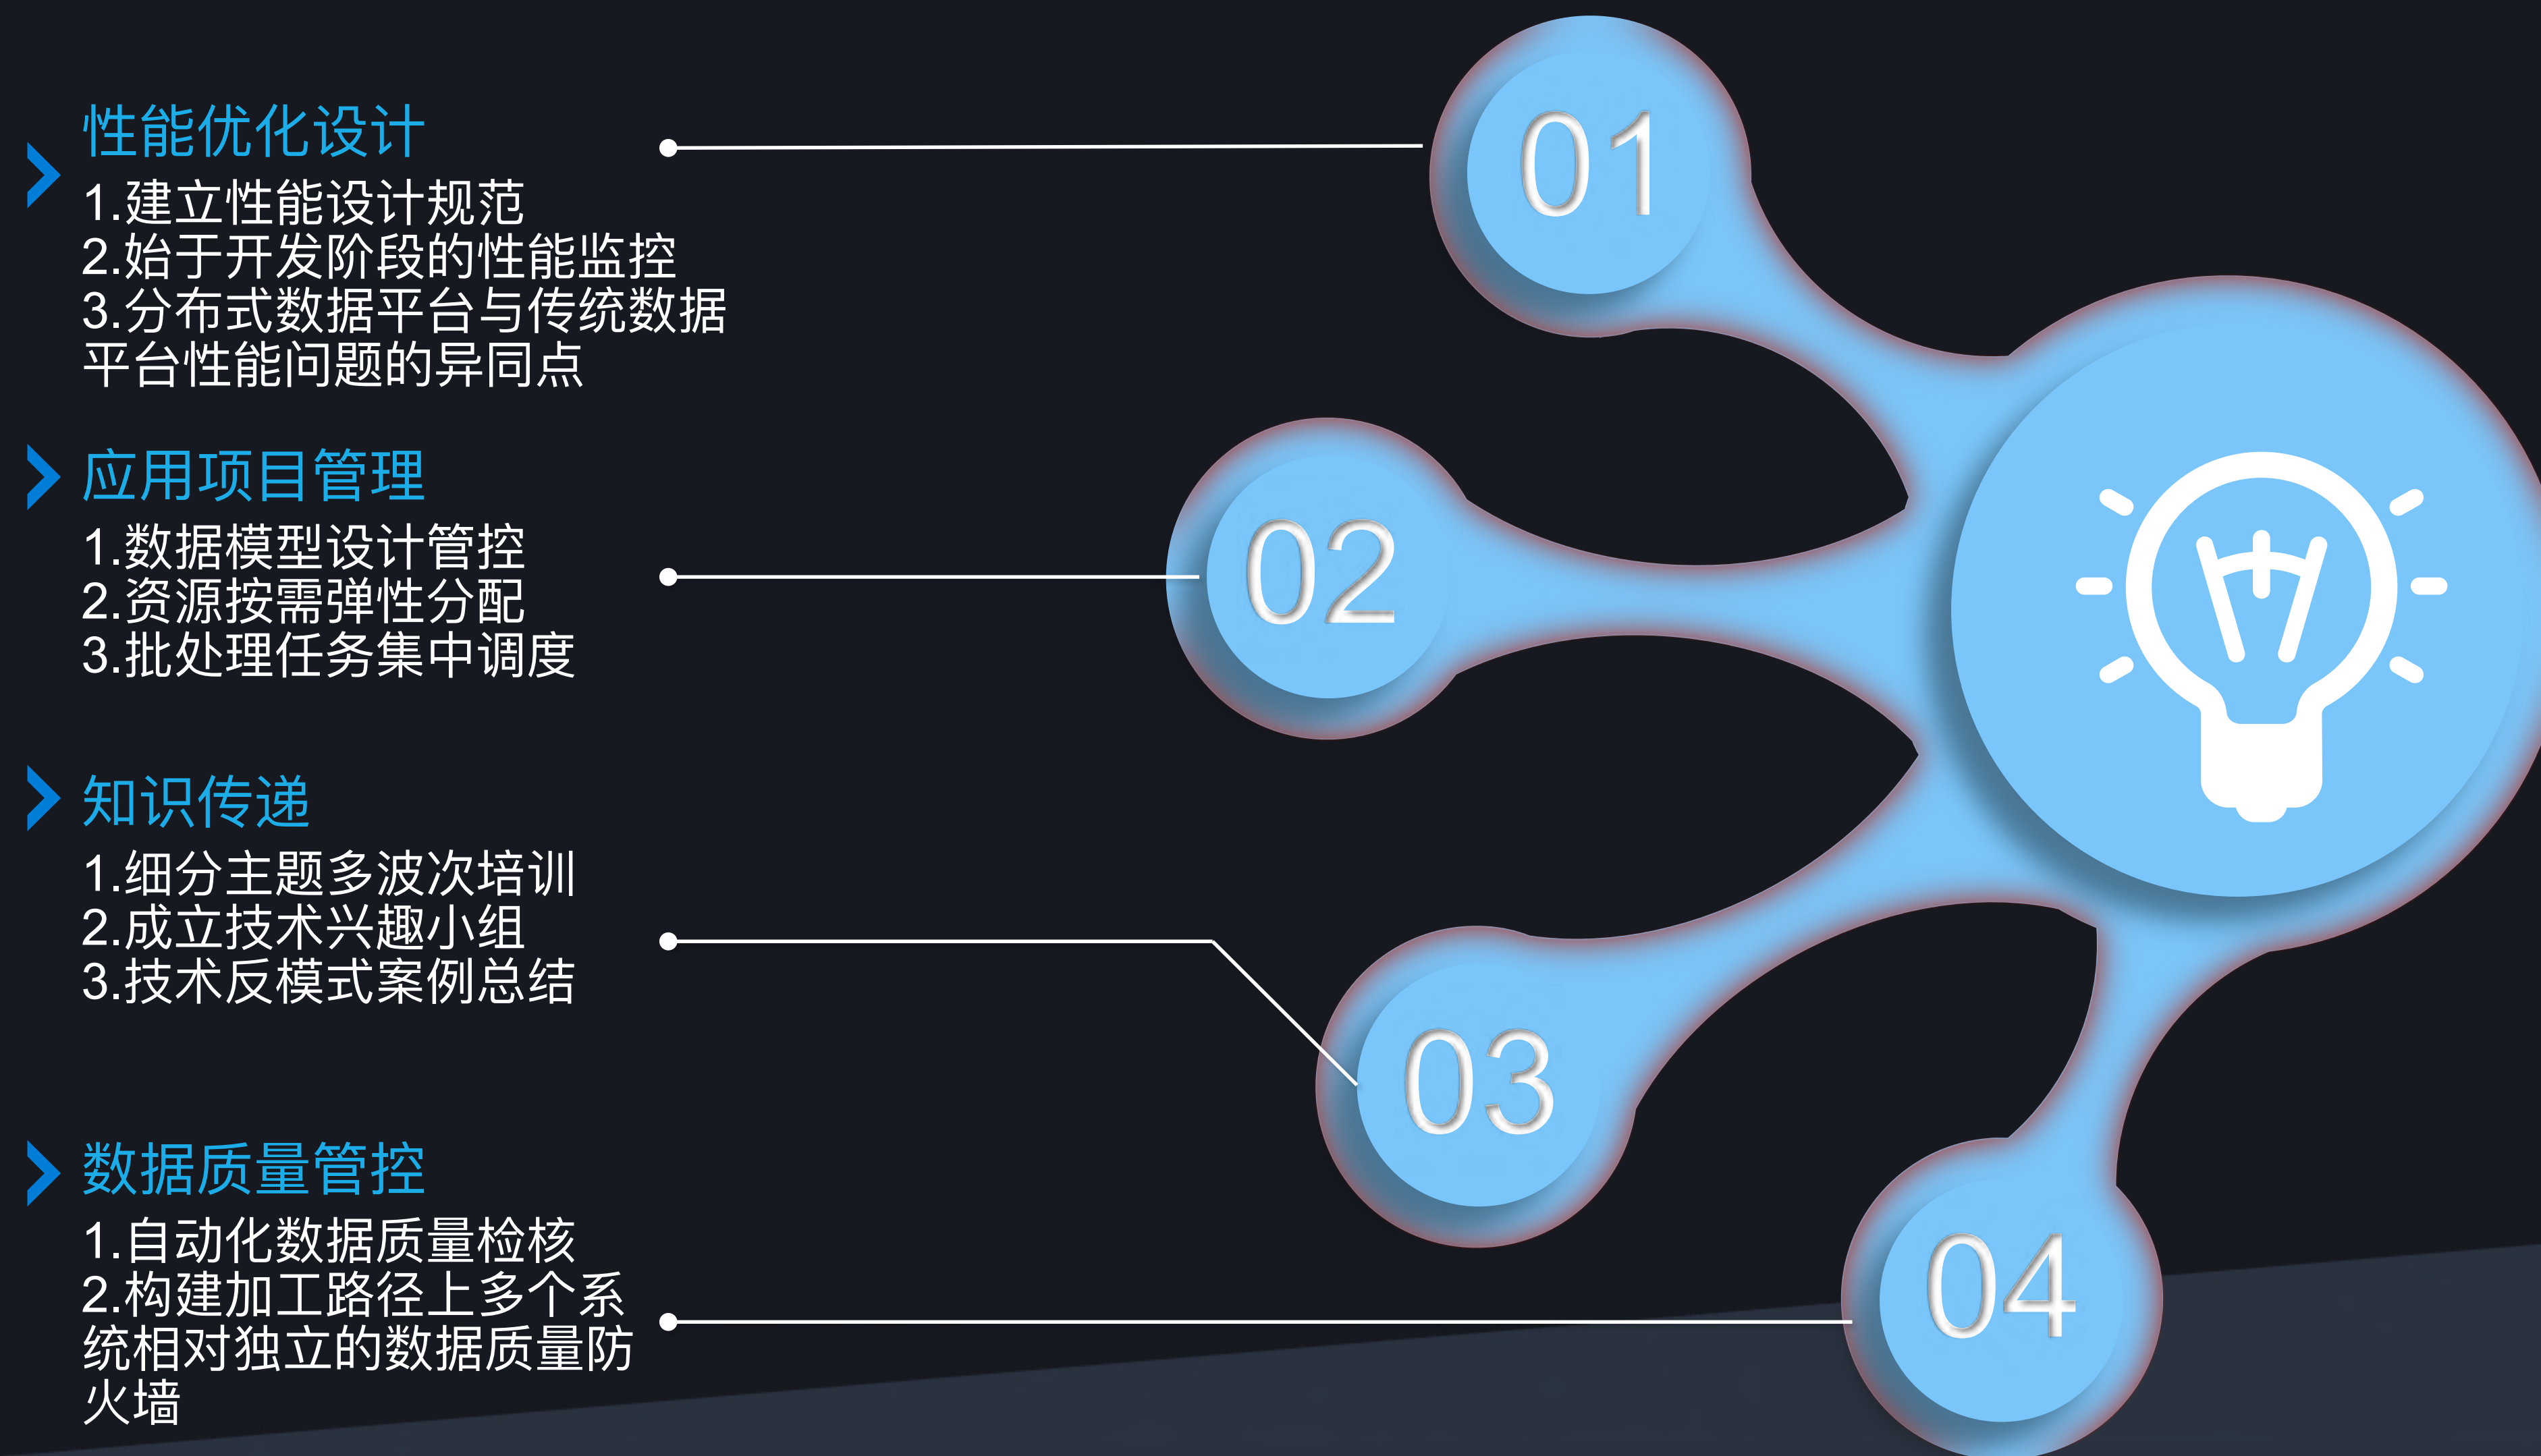 性能优化设计
1.建立性能设计规范
2.始于开发阶段的性能监控
3.分布式数据平台与传统数据
平台性能问题的异同点
应用项目管理
1.数据模型设计管控
2.资源按需弹性分配
3.批处理任务集中调度
知识传递
1.细分主题多波次培训
2.成立技术兴趣小组
3.技术反模式案例总结
数据质量管控
1.自动化数据质量检核
2.构建加工路径上多个系
统相对独立的数据质量防
火墙
01
02
03
04